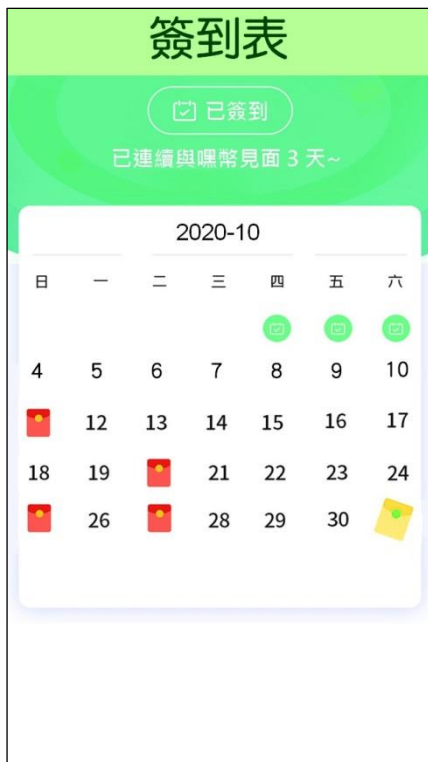 簽到表
已簽到
已連續與嘿幣見面 3 天~
2020-10
日 一 二 三 四 五 六
4 5 6 7 8 9 10
12 13 14 15 16 17
18 19 21 22 23 24
26 28 29 30